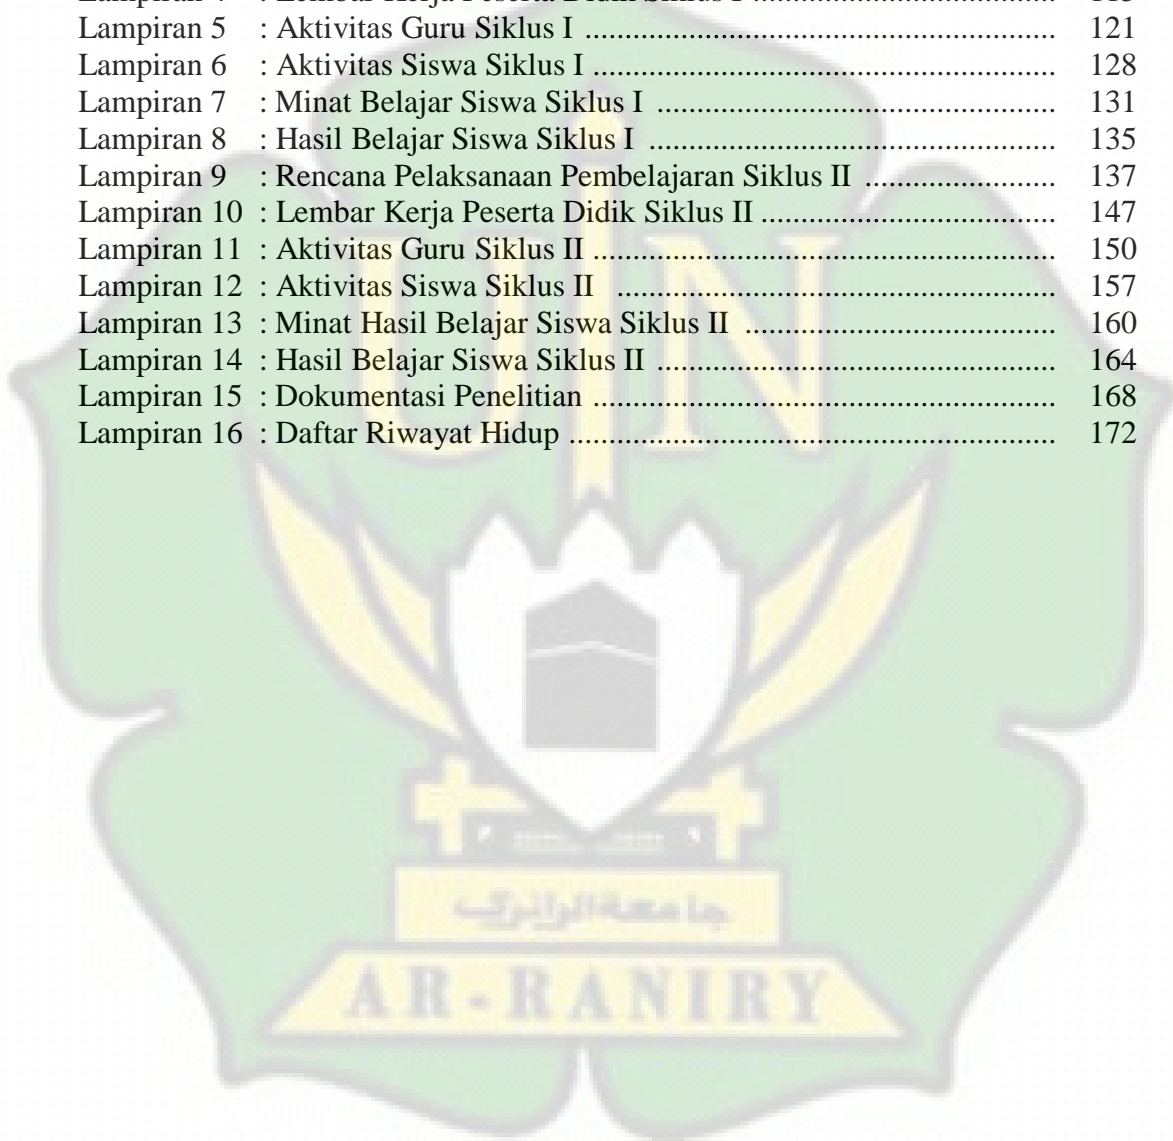 Lampiran 5 : Aktivitas Guru Siklus I ........................................................... 121
Lampiran 6 : Aktivitas Siswa Siklus I .......................................................... 128
Lampiran 7 : Minat Belajar Siswa Siklus I .................................................. 131
Lampiran 8 : Hasil Belajar Siswa Siklus I ................................................... 135
Lampiran 9 : Rencana Pelaksanaan Pembelajaran Siklus II ........................ 137
Lampiran 10 : Lembar Kerja Peserta Didik Siklus II ..................................... 147
Lampiran 11 : Aktivitas Guru Siklus II .......................................................... 150
Lampiran 12 : Aktivitas Siswa Siklus II ....................................................... 157
Lampiran 13 : Minat Hasil Belajar Siswa Siklus II ....................................... 160
Lampiran 14 : Hasil Belajar Siswa Siklus II .................................................. 164
Lampiran 15 : Dokumentasi Penelitian .......................................................... 168
Lampiran 16 : Daftar Riwayat Hidup ............................................................. 172
UIN
جامعة الرانري
AR-RANIRY